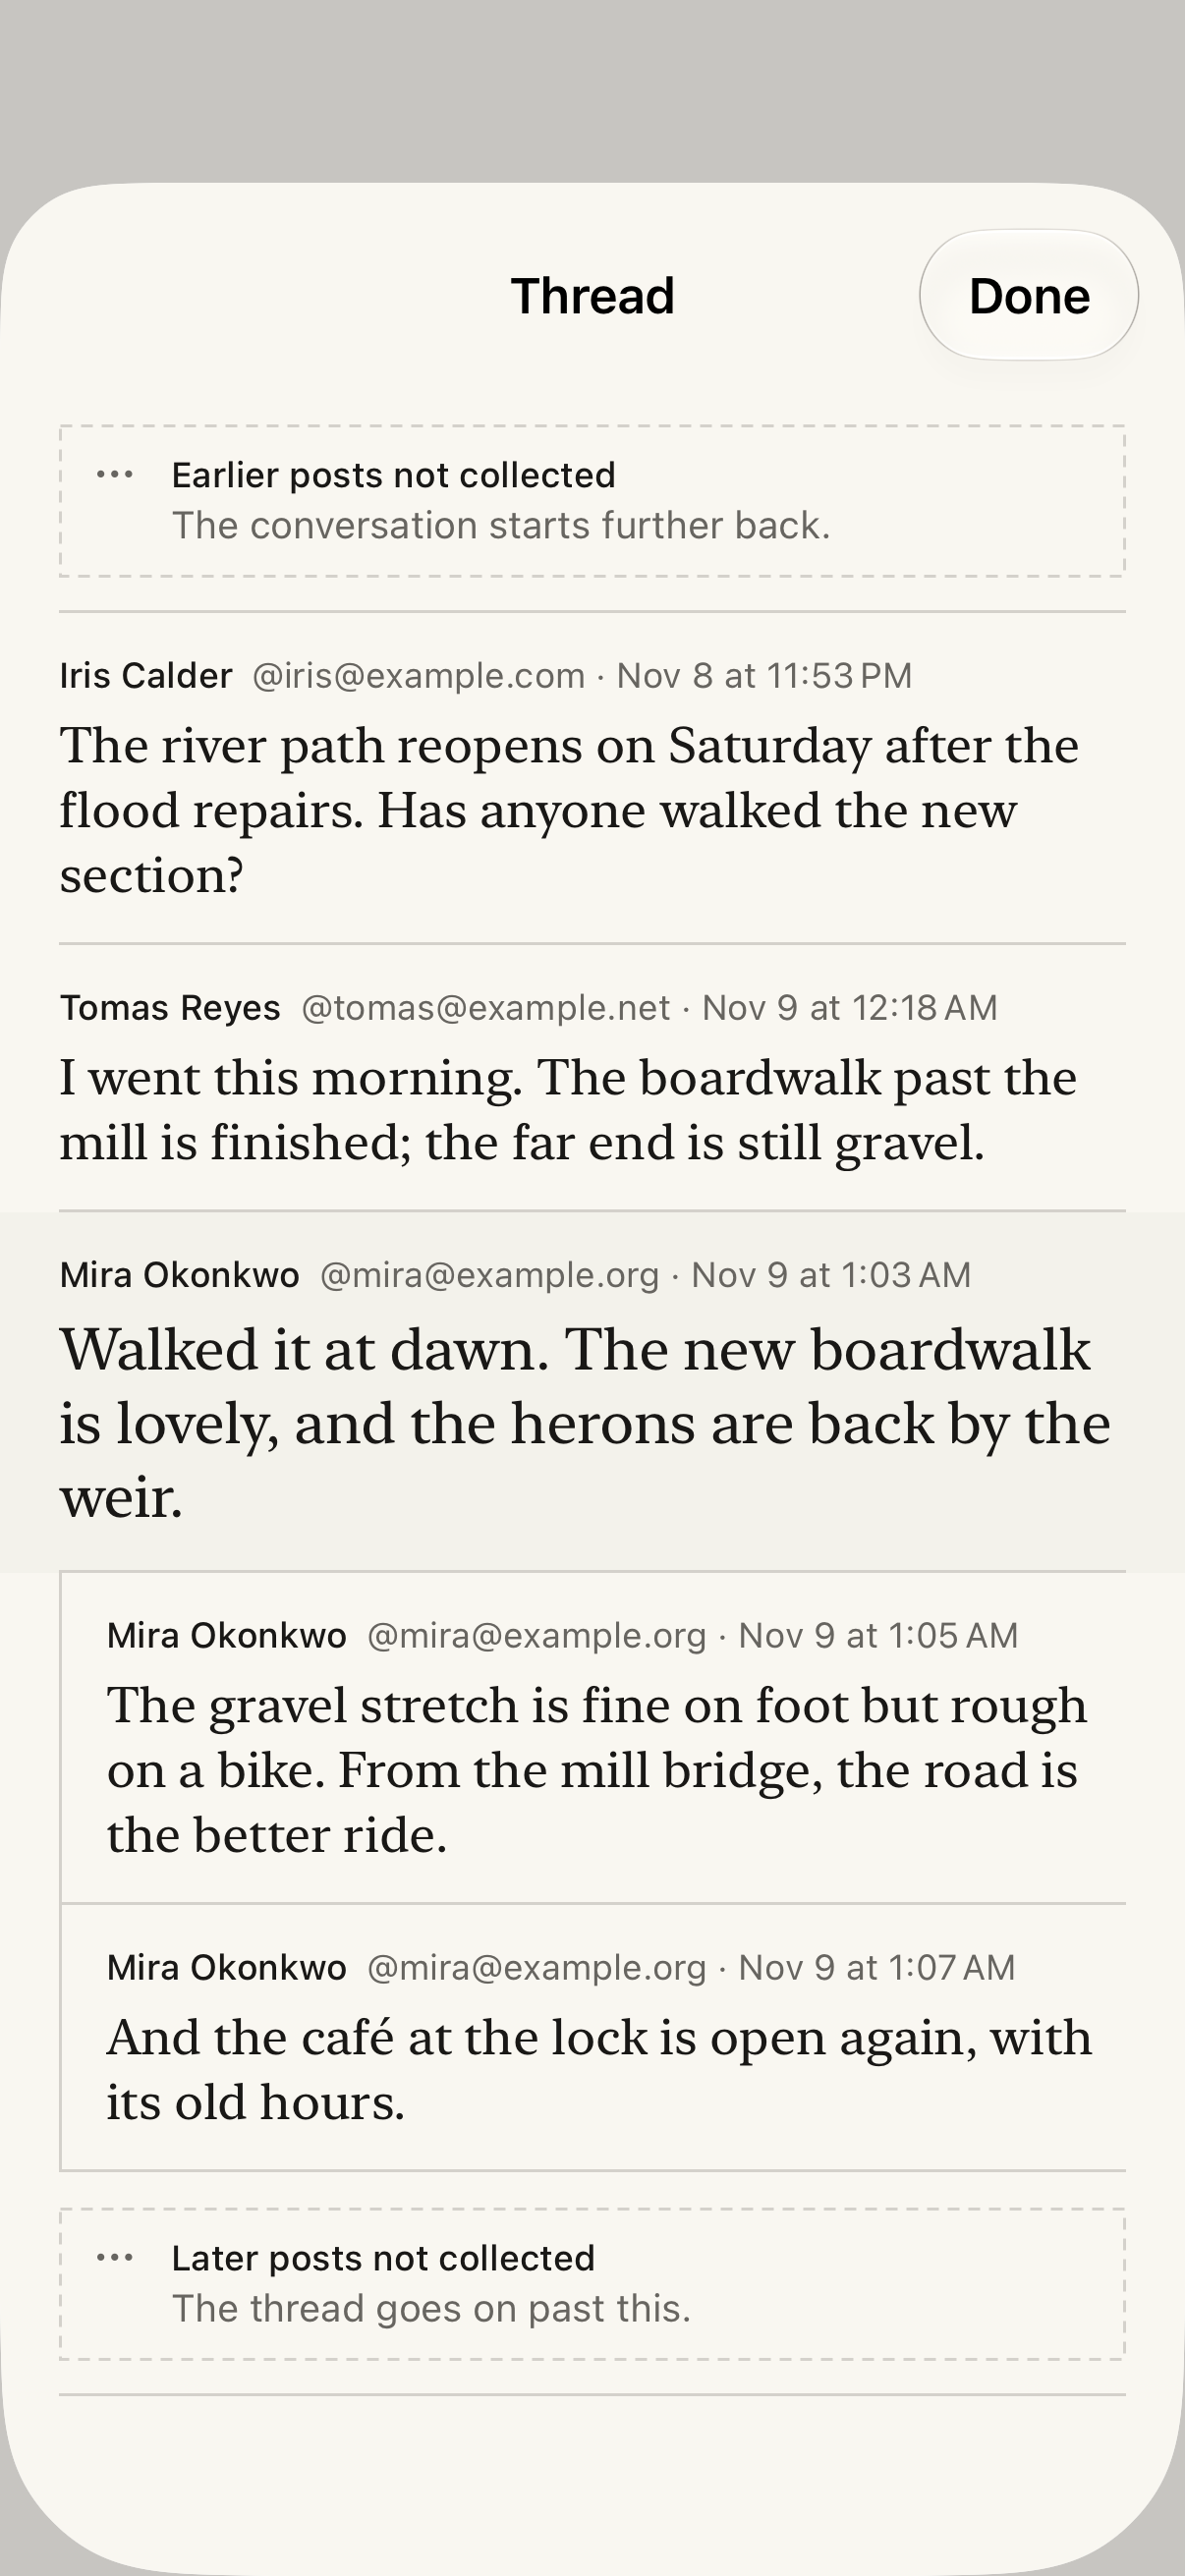 Thread
Done
Earlier posts not collected
The conversation starts further back.
Iris Calder @iris@example.com · Nov 8 at 11:53 PM
The river path reopens on Saturday after the
flood repairs. Has anyone walked the new
section?
Tomas Reyes @tomas@example.net · Nov 9 at 12:18 AM
I went this morning. The boardwalk past the
mill is finished; the far end is still gravel.
Mira Okonkwo @mira@example.org · Nov 9 at 1:03 AM
Walked it at dawn. The new boardwalk
is lovely, and the herons are back by the
weir.
Mira Okonkwo @mira@example.org · Nov 9 at 1:05 AM
The gravel stretch is fine on foot but rough
on a bike. From the mill bridge, the road is
the better ride.
Mira Okonkwo @mira@example.org · Nov 9 at 1:07 AM
And the café at the lock is open again, with
its old hours.
Later posts not collected
The thread goes on past this.